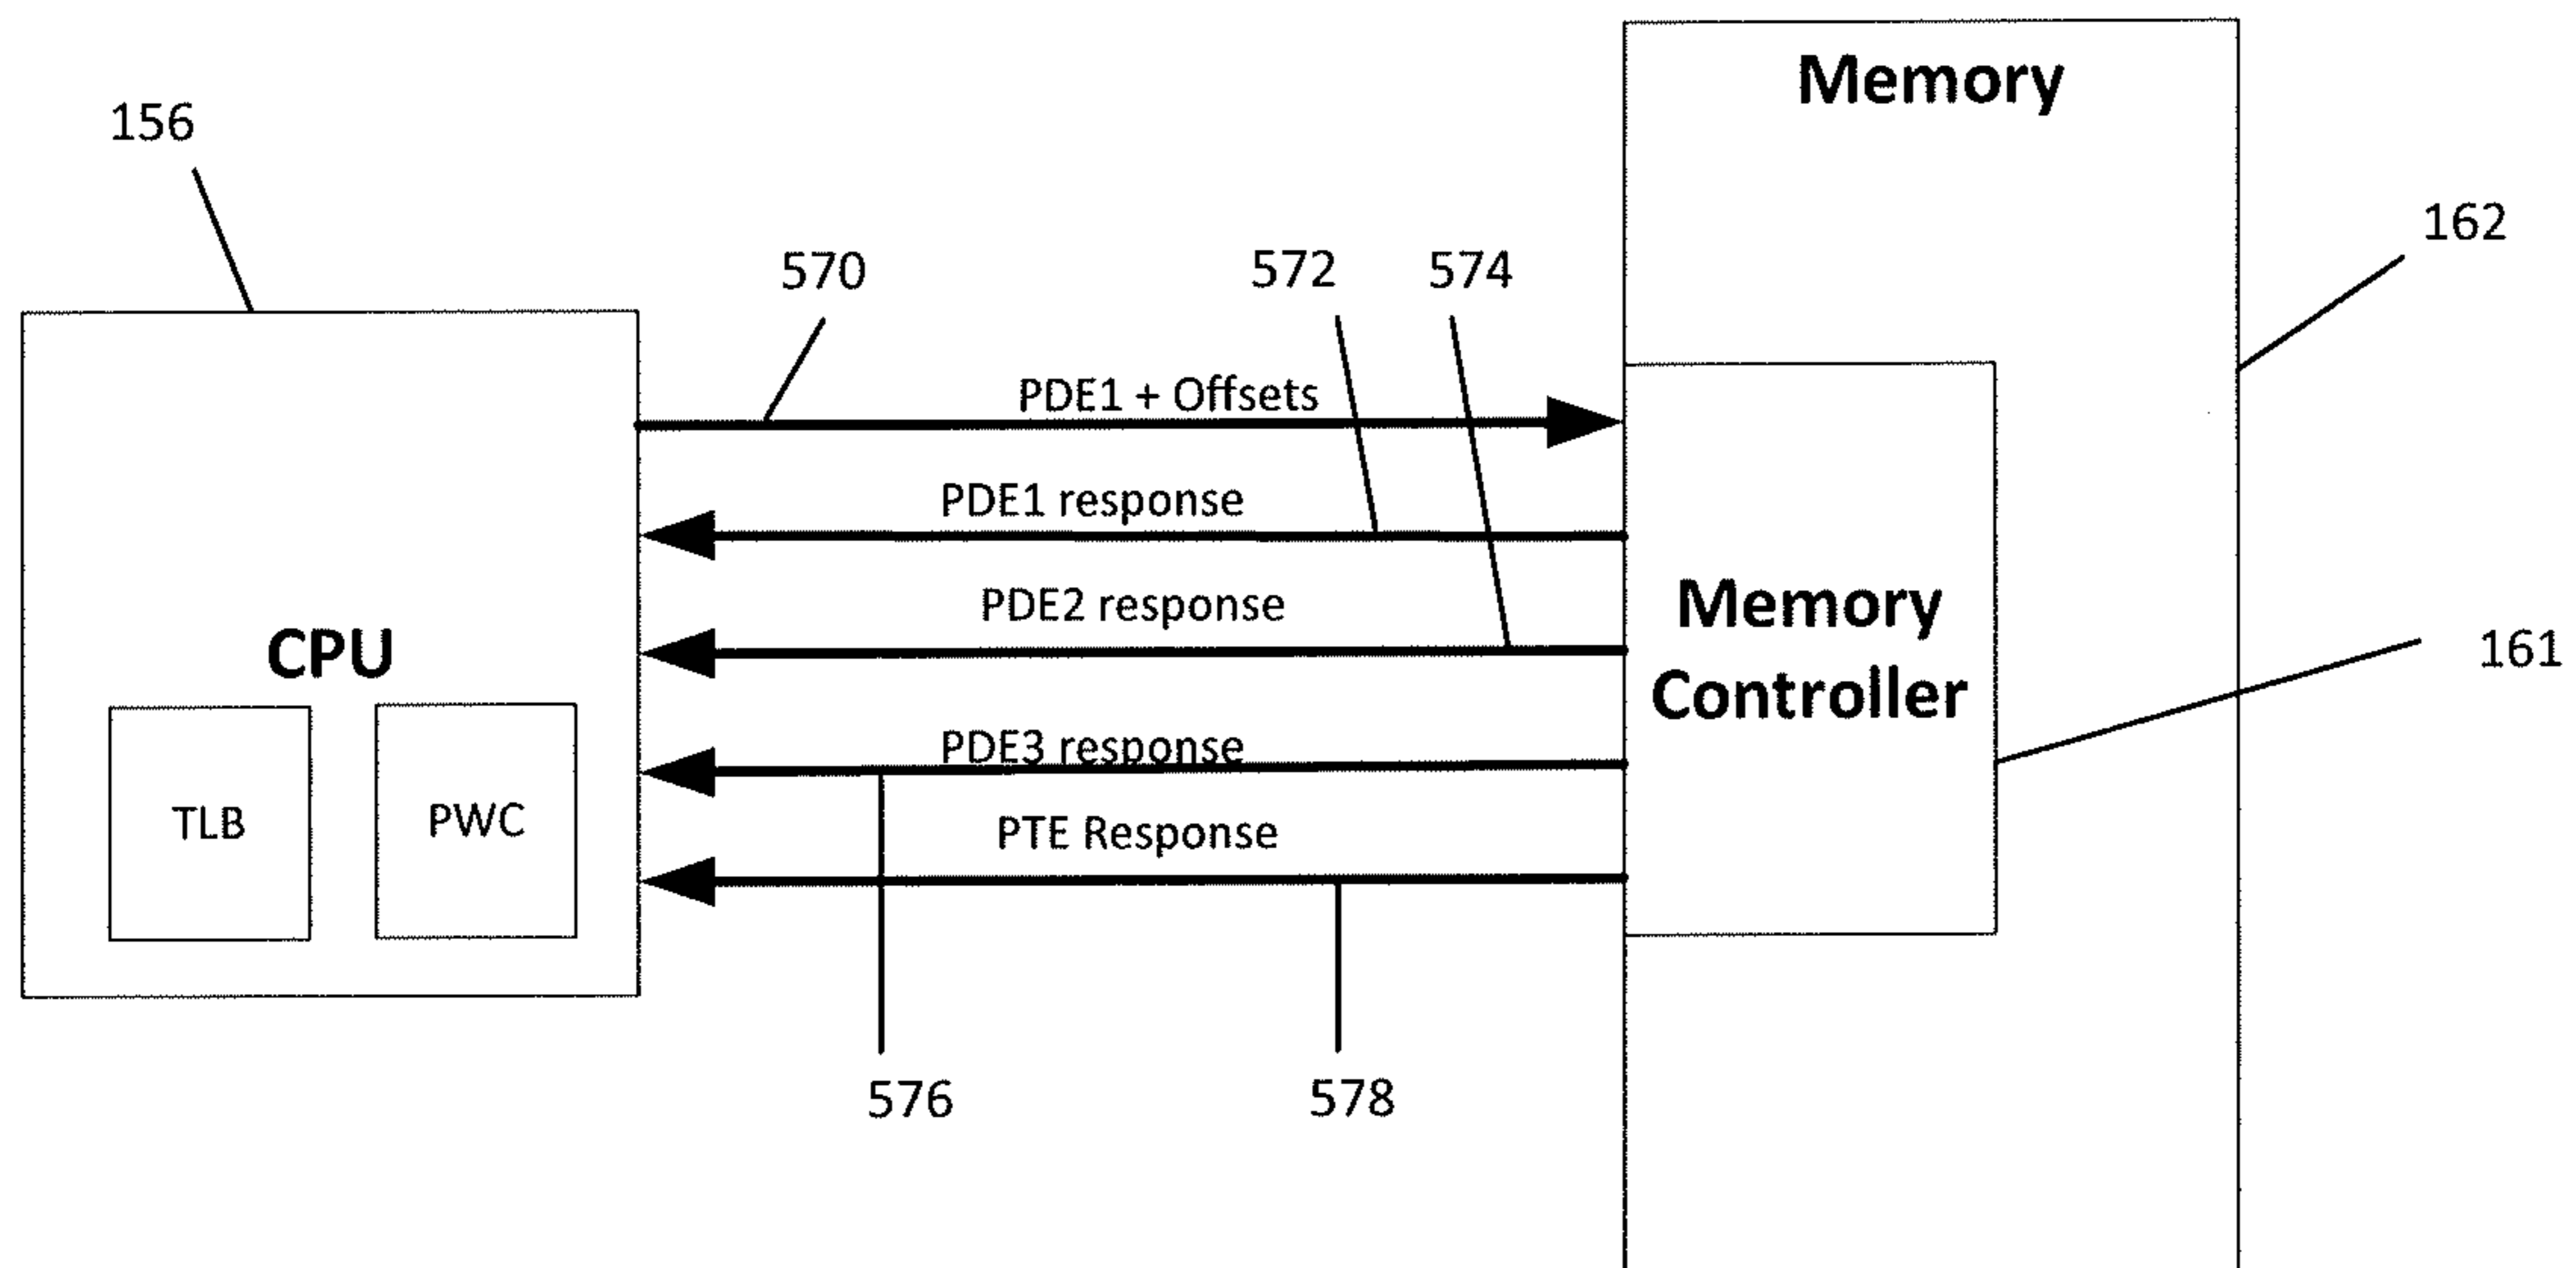 Memory
156
162
570
572
574
PDE1 + Offsets
PDE1 response
PDE2 response
Memory
Controller
CPU
161
PDE3 response
TLB
PWC
PTE Response
576
578